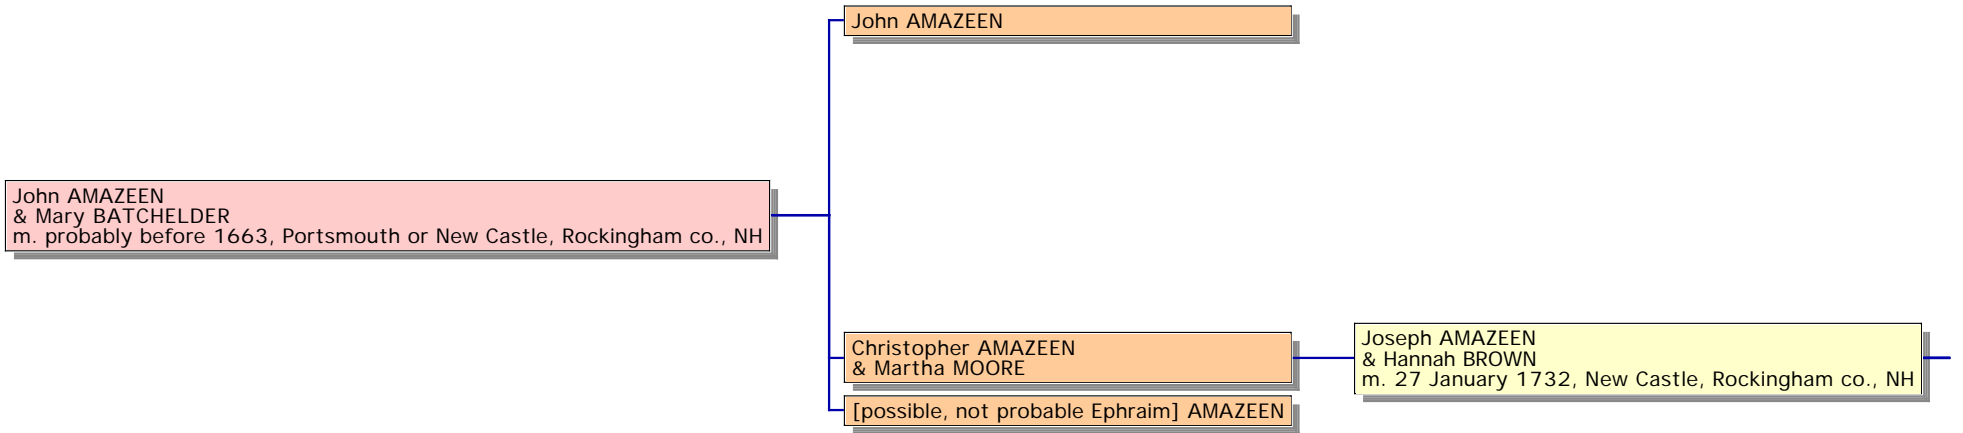 John AMAZEEN
John AMAZEEN
& Mary BATCHELDER
m. probably before 1663, Portsmouth or New Castle, Rockingham co., NH
Christopher AMAZEEN
& Martha MOORE
Joseph AMAZEEN
& Hannah BROWN
m. 27 January 1732, New Castle, Rockingham co., NH
[possible, not probable Ephraim] AMAZEEN